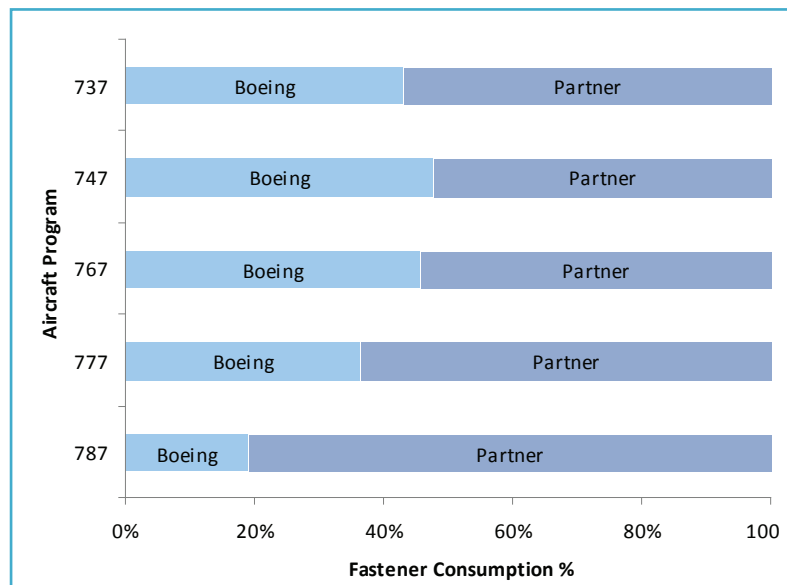 737 Boeing Partner
747 Boeing Partner
767 Boeing Partner
777 Boeing Partner
787 Boeing Partner
Aircraft Program
0% 20% 40% 60% 80% 100
Fastener Consumption %